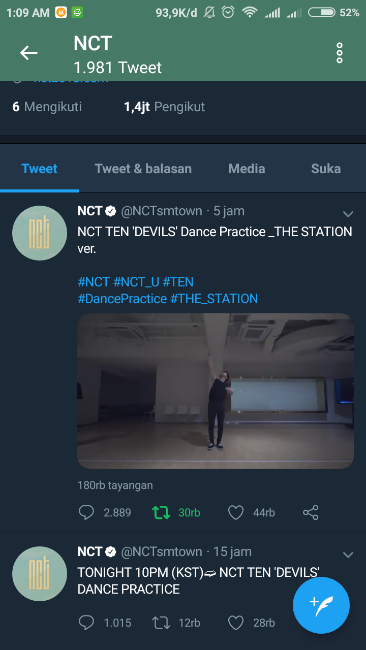 1:09 AM 93,9K/d 52%
NCT
1.981 Tweet
6 Mengikuti 1,4jt Pengikut
Tweet Tweet & balasan Media Suka
nct NCT @NCTsmtown · 5 jam
NCT TEN 'DEVILS' Dance Practice _THE STATION
ver.
#NCT #NCT_U #TEN
#DancePractice #THE_STATION
180rb tayangan
2.889 30rb 44rb
nct NCT @NCTsmtown · 15 jam
TONIGHT 10PM (KST)🍛 NCT TEN 'DEVILS'
DANCE PRACTICE
1.015 12rb 28rb